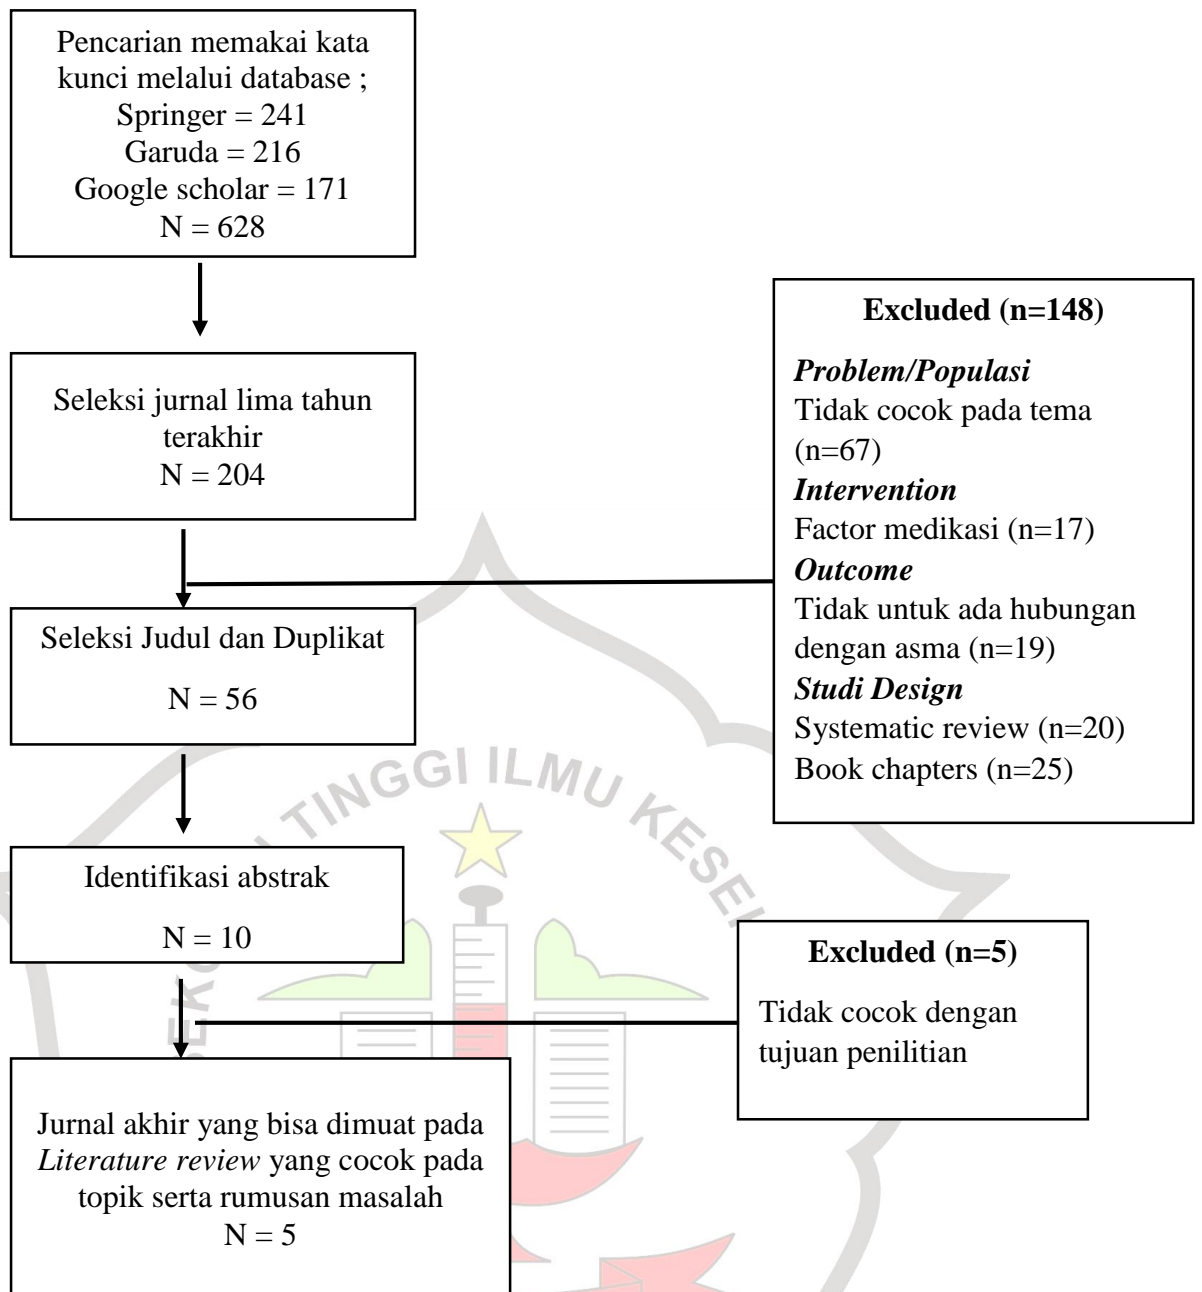 Pencarian memakai kata
kunci melalui database ;
Springer = 241
Garuda = 216
Google scholar = 171
N = 628
Seleksi jurnal lima tahun
terakhir
N = 204
Excluded (n=148)
Problem/Populasi
Tidak cocok pada tema
(n=67)
Intervention
Factor medikasi (n=17)
Outcome
Tidak untuk ada hubungan
dengan asma (n=19)
Studi Design
Systematic review (n=20)
Book chapters (n=25)
Seleksi Judul dan Duplikat
N = 56
Identifikasi abstrak
N = 10
Excluded (n=5)
Tidak cocok dengan
tujuan penilitian
Jurnal akhir yang bisa dimuat pada
Literature review yang cocok pada
topik serta rumusan masalah
N = 5
TINGGI ILMU